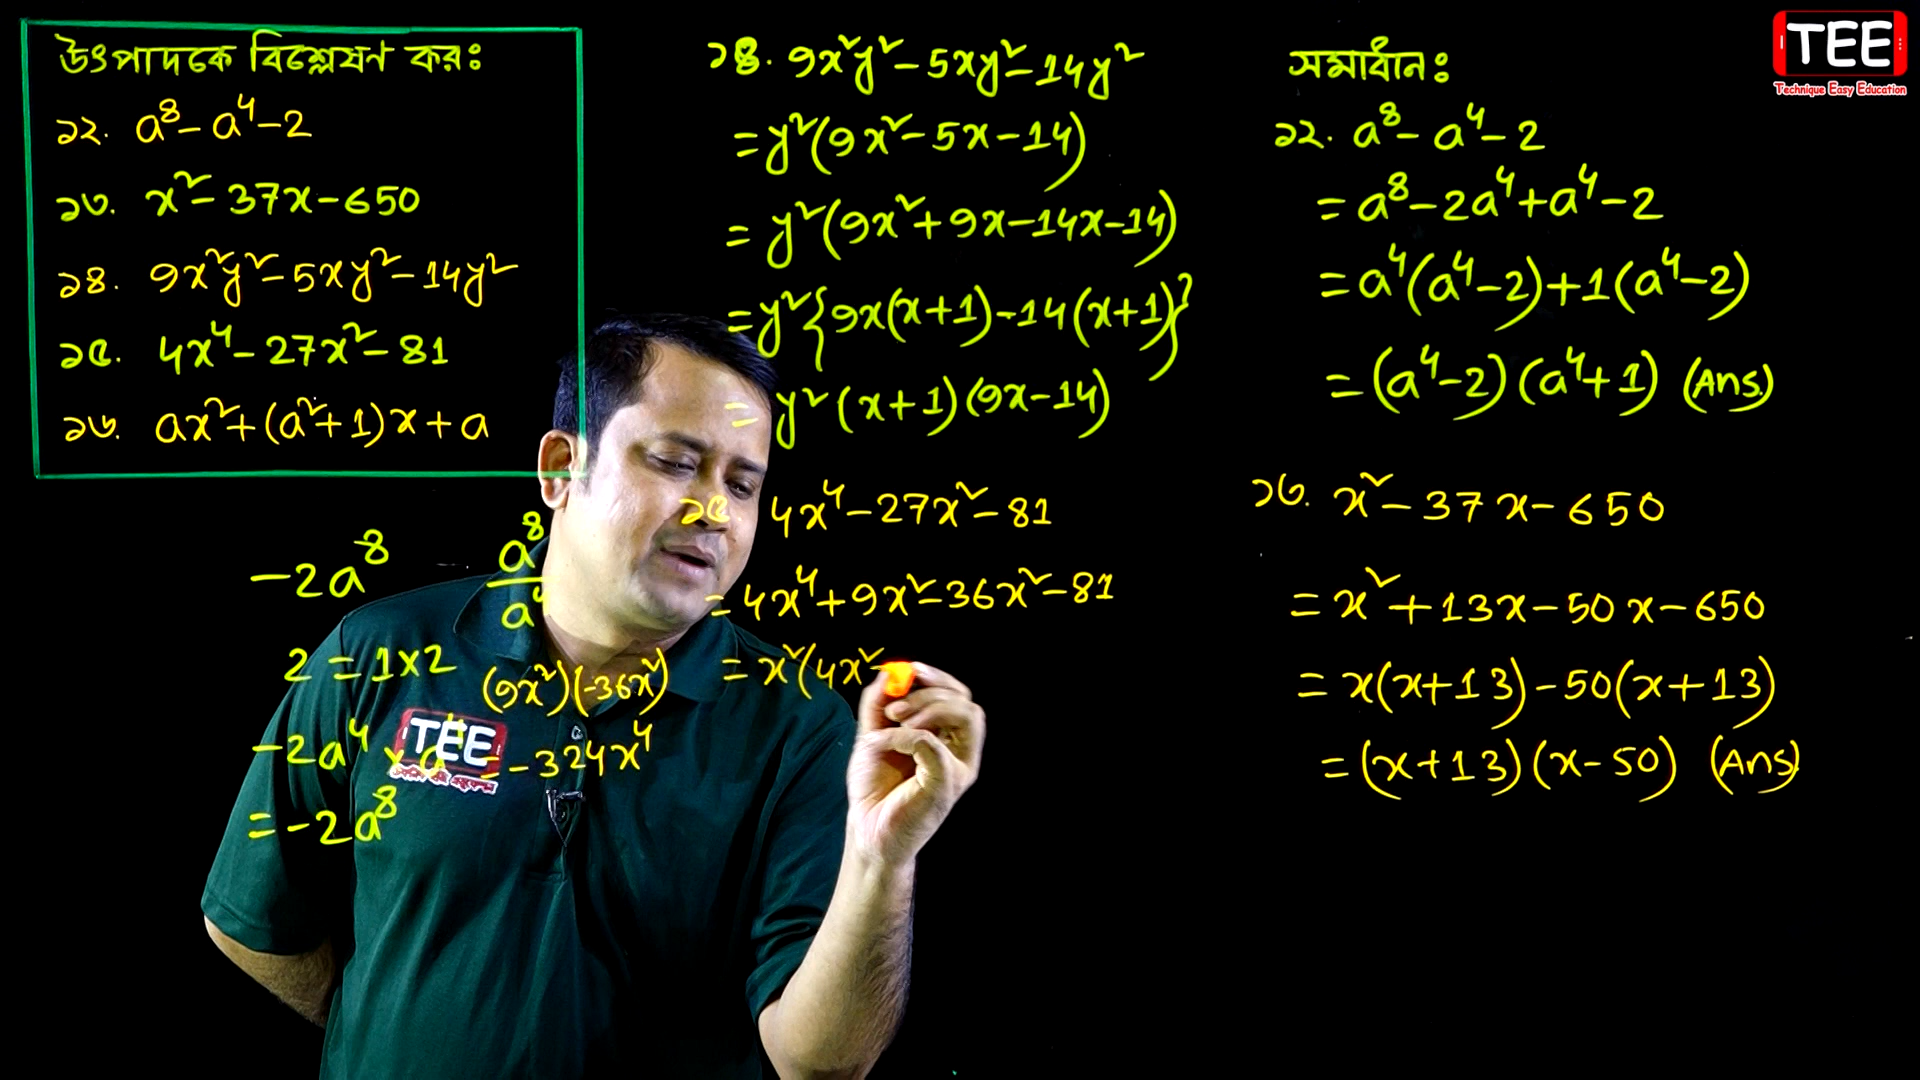 উৎপাদকে বিশ্লেষণ করঃ
১২. a⁸ - a⁴ - 2
১৩. x² - 37x - 650
১৪. 9x²y² - 5xy² - 14y²
১৫. 4x⁴ - 27x² - 81
১৬. ax² + (a² + 1)x + a
-2a⁸
a⁸/a⁴
2 = 1×2
(9x²)(-36x²)
-2a⁴ × a⁴
= -324x⁴
= -2a⁸
TEE
১৪. 9x²y² - 5xy² - 14y²
= y²(9x² - 5x - 14)
= y²(9x² + 9x - 14x - 14)
= y²{9x(x+1) - 14(x+1)}
= y²(x+1)(9x-14)
১৫ 4x⁴ - 27x² - 81
= 4x⁴ + 9x² - 36x² - 81
= x²(4x²
সমাধানঃ
১২. a⁸ - a⁴ - 2
= a⁸ - 2a⁴ + a⁴ - 2
= a⁴(a⁴-2) + 1(a⁴-2)
= (a⁴-2)(a⁴+1) (Ans.)
১৩. x² - 37x - 650
= x² + 13x - 50x - 650
= x(x+13) - 50(x+13)
= (x+13)(x-50) (Ans)
TEE
Technique Easy Education